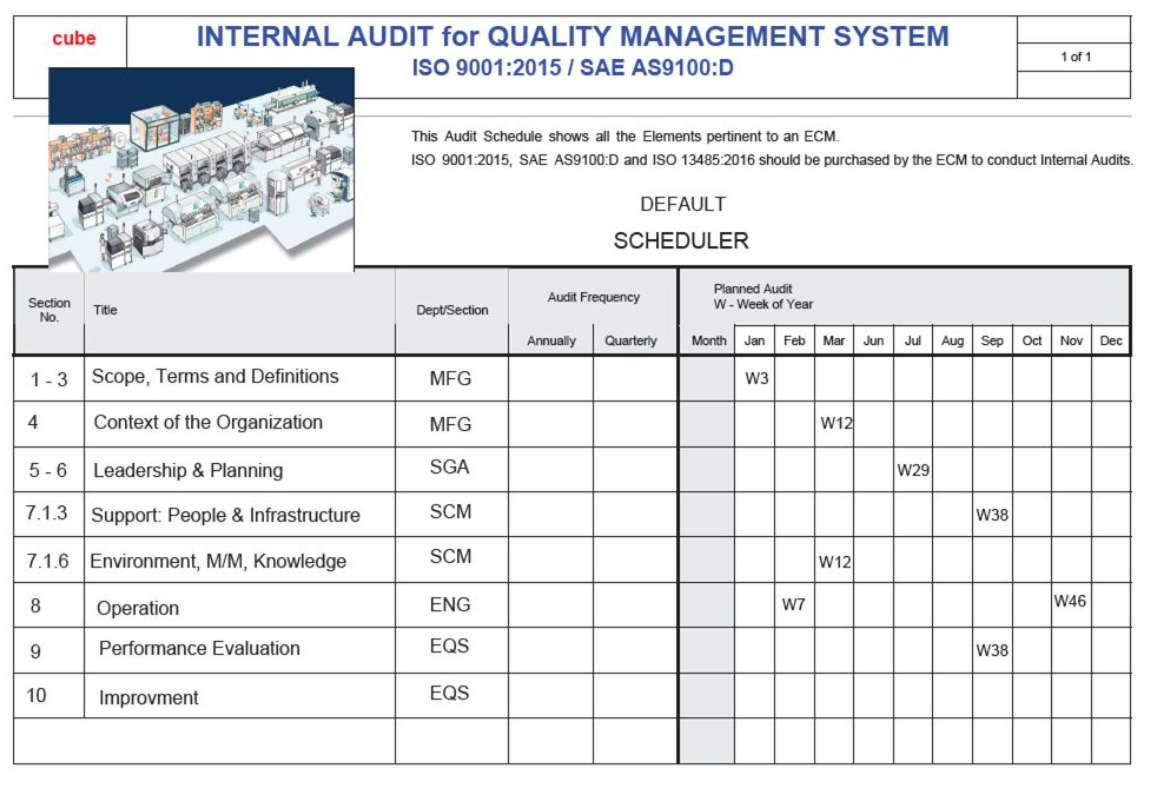 cube
INTERNAL AUDIT for QUALITY MANAGEMENT SYSTEM
ISO 9001:2015 / SAE AS9100:D
1 of 1
This Audit Schedule shows all the Elements pertinent to an ECM.
ISO 9001:2015, SAE AS9100:D and ISO 13485:2016 should be purchased by the ECM to conduct Internal Audits.
DEFAULT
SCHEDULER
Section No. Title Dept/Section Audit Frequency Planned Audit
W - Week of Year
Annually Quarterly Month Jan Feb Mar Jun Jul Aug Sep Oct Nov Dec
1 - 3 Scope, Terms and Definitions MFG W3
4 Context of the Organization MFG W12
5 - 6 Leadership & Planning SGA W29
7.1.3 Support: People & Infrastructure SCM W38
7.1.6 Environment, M/M, Knowledge SCM W12
8 Operation ENG W7 W46
9 Performance Evaluation EQS W38
10 Improvment EQS